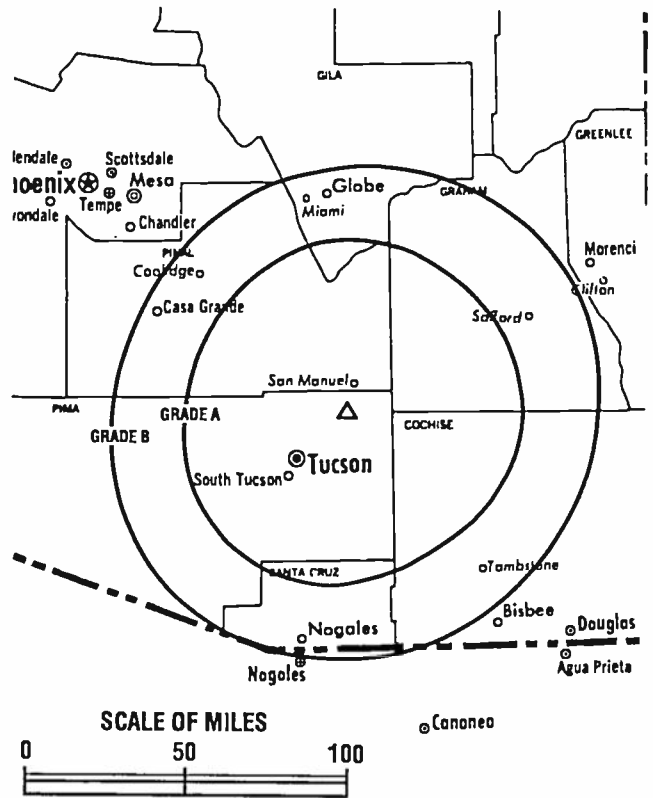 GILA
GREENLEE
lendale
Scottsdale
hoenix
Mesa
Tempe
vondale
Chandler
Globe
Miami
GRAHAM
PINAL
Coolidge
Casa Grande
Morenci
Clifton
Safford
San Manuel
PIMA
GRADE A
GRADE B
COCHISE
Tucson
South Tucson
SANTA CRUZ
Tombstone
Nogales
Bisbee
Douglas
Nogales
Agua Prieta
Cananea
SCALE OF MILES
0 50 100